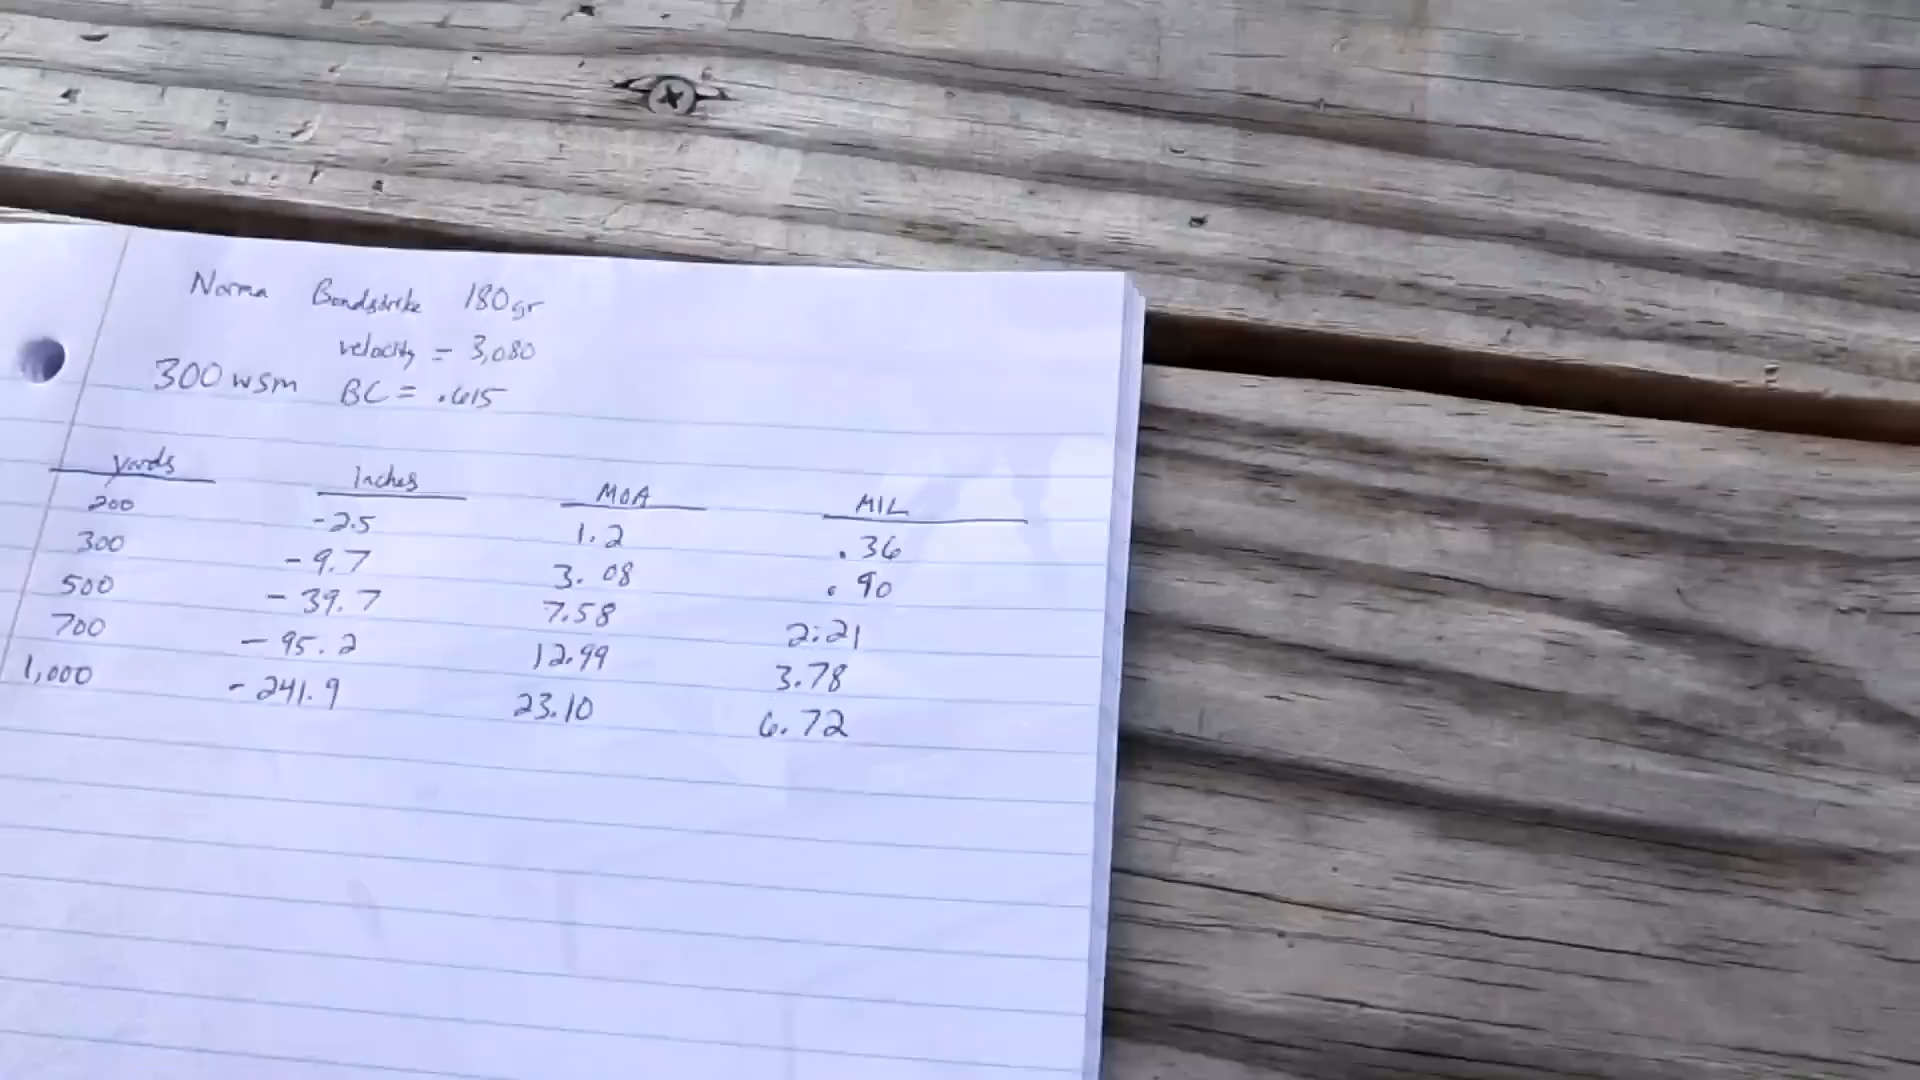 Norma Bondstrike 180gr
velocity = 3,080
300 wsm BC = .615
yards Inches MOA MIL
200 -2.5 1.2 .36
300 -9.7 3.08 .90
500 -39.7 7.58 2.21
700 -95.2 12.99 3.78
1,000 -241.9 23.10 6.72